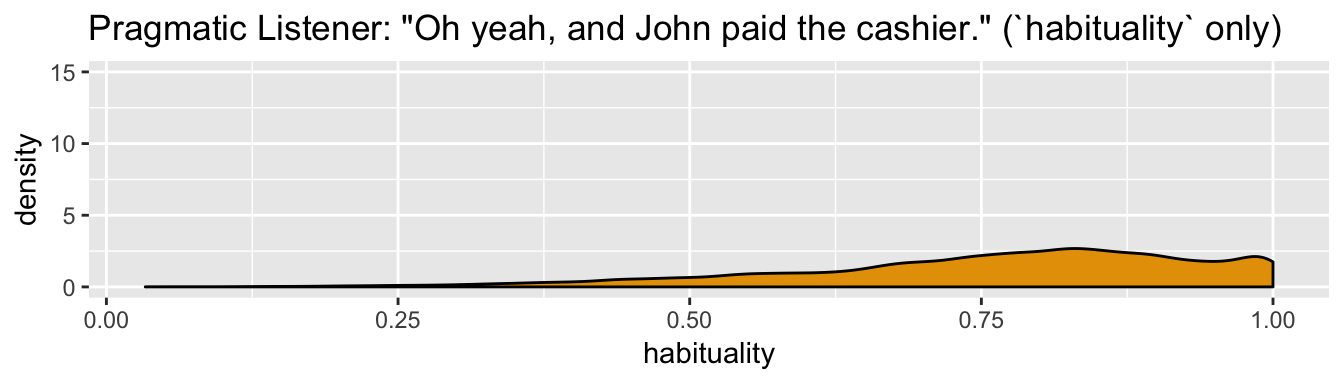 Pragmatic Listener: "Oh yeah, and John paid the cashier." (`habituality` only)
15
10
5
0
density
0.00 0.25 0.50 0.75 1.00
habituality